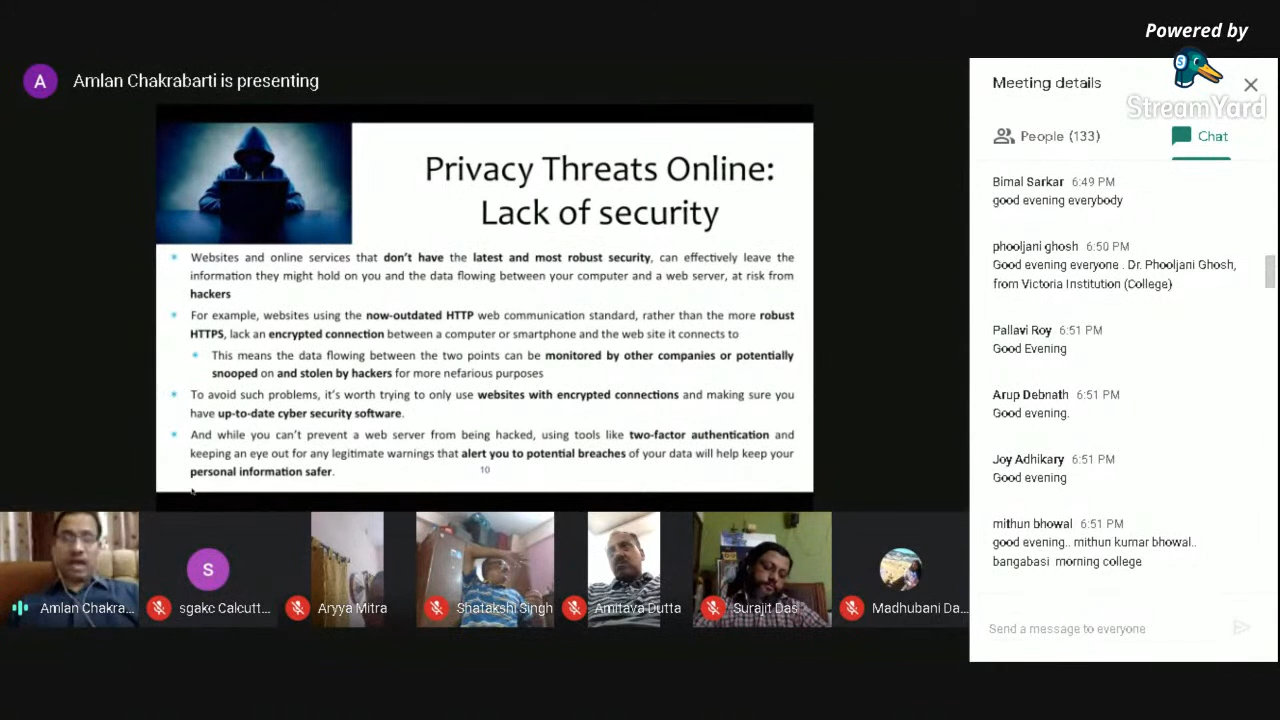 Powered by
StreamYard
A
Amlan Chakrabarti is presenting
Privacy Threats Online:
Lack of security
Websites and online services that don't have the latest and most robust security, can effectively leave the
information they might hold on you and the data flowing between your computer and a web server, at risk from
hackers
For example, websites using the now-outdated HTTP web communication standard, rather than the more robust
HTTPS, lack an encrypted connection between a computer or smartphone and the web site it connects to
This means the data flowing between the two points can be monitored by other companies or potentially
snooped on and stolen by hackers for more nefarious purposes
To avoid such problems, it's worth trying to only use websites with encrypted connections and making sure you
have up-to-date cyber security software.
And while you can't prevent a web server from being hacked, using tools like two-factor authentication and
keeping an eye out for any legitimate warnings that alert you to potential breaches of your data will help keep your
personal information safer.
10
Amlan Chakra...
S
sgakc Calcutt...
Aryya Mitra
Shatakshi Singh
Amitava Dutta
Surajit Das
Madhubani Da...
Meeting details
People (133)
Chat
Bimal Sarkar 6:49 PM
good evening everybody
phooljani ghosh 6:50 PM
Good evening everyone . Dr. Phooljani Ghosh,
from Victoria Institution (College)
Pallavi Roy 6:51 PM
Good Evening
Arup Debnath 6:51 PM
Good evening.
Joy Adhikary 6:51 PM
Good evening
mithun bhowal 6:51 PM
good evening.. mithun kumar bhowal..
bangabasi morning college
Send a message to everyone